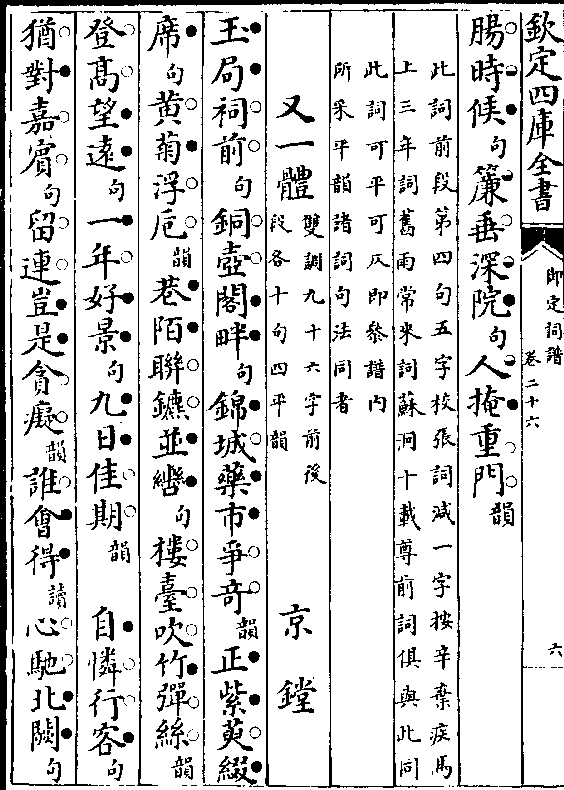 欽定四庫全書
御定詞譜
卷二十六
六
腸時候句簾垂深院句人掩重門韻
此詞前段第四句五字校張詞減一字按辛棄疾馬
上三年詞舊雨常來詞蘇泂十載尊前詞俱與此同
此詞可平可仄即叅譜内
所采平韻諸詞句法同者
又一體
雙調九十六字前後
段各十句四平韻
京鏜
玉局祠前句銅壺閣畔句錦城藥市爭奇韻正紫萸綴
席句黄菊浮巵韻巷陌聯鑣並轡句樓臺吹竹彈絲韻
登髙望遠句一年好景句九日佳期韻
自憐行客句
猶對嘉賓句留連豈是貪癡韻誰會得讀心馳北闕句